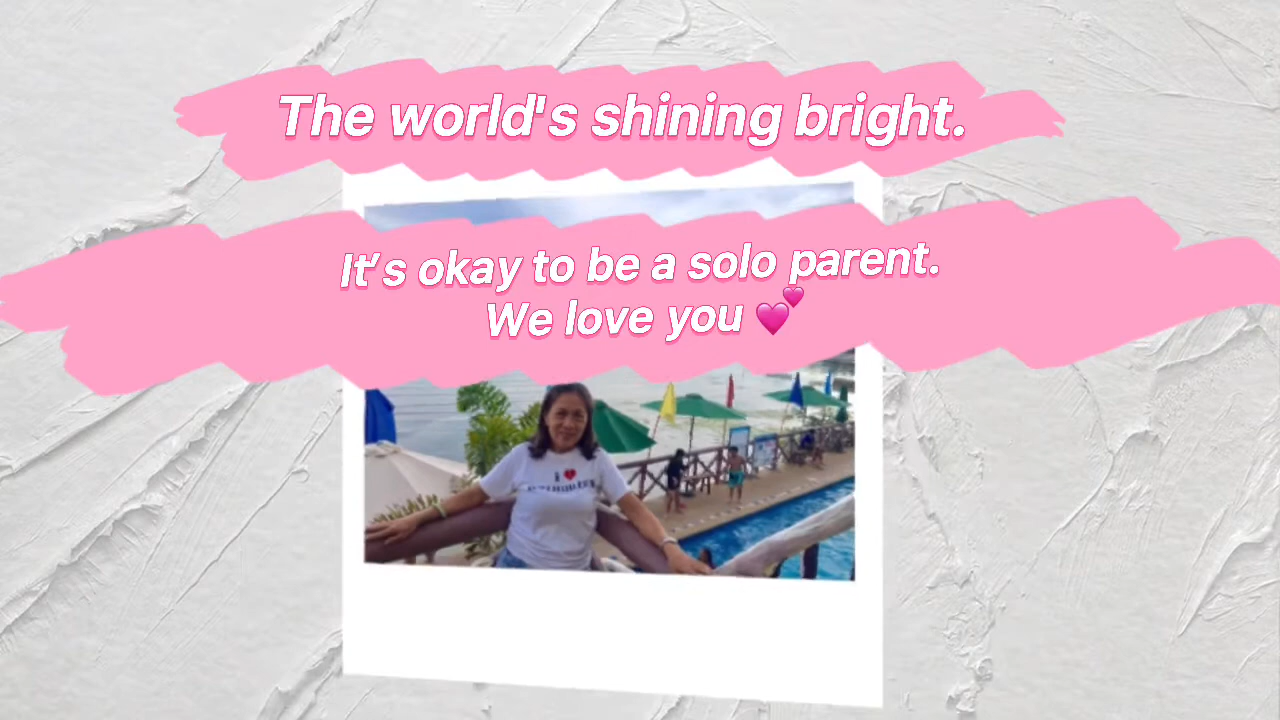 The world's shining bright.
It's okay to be a solo parent.
We love you 💕
I ❤